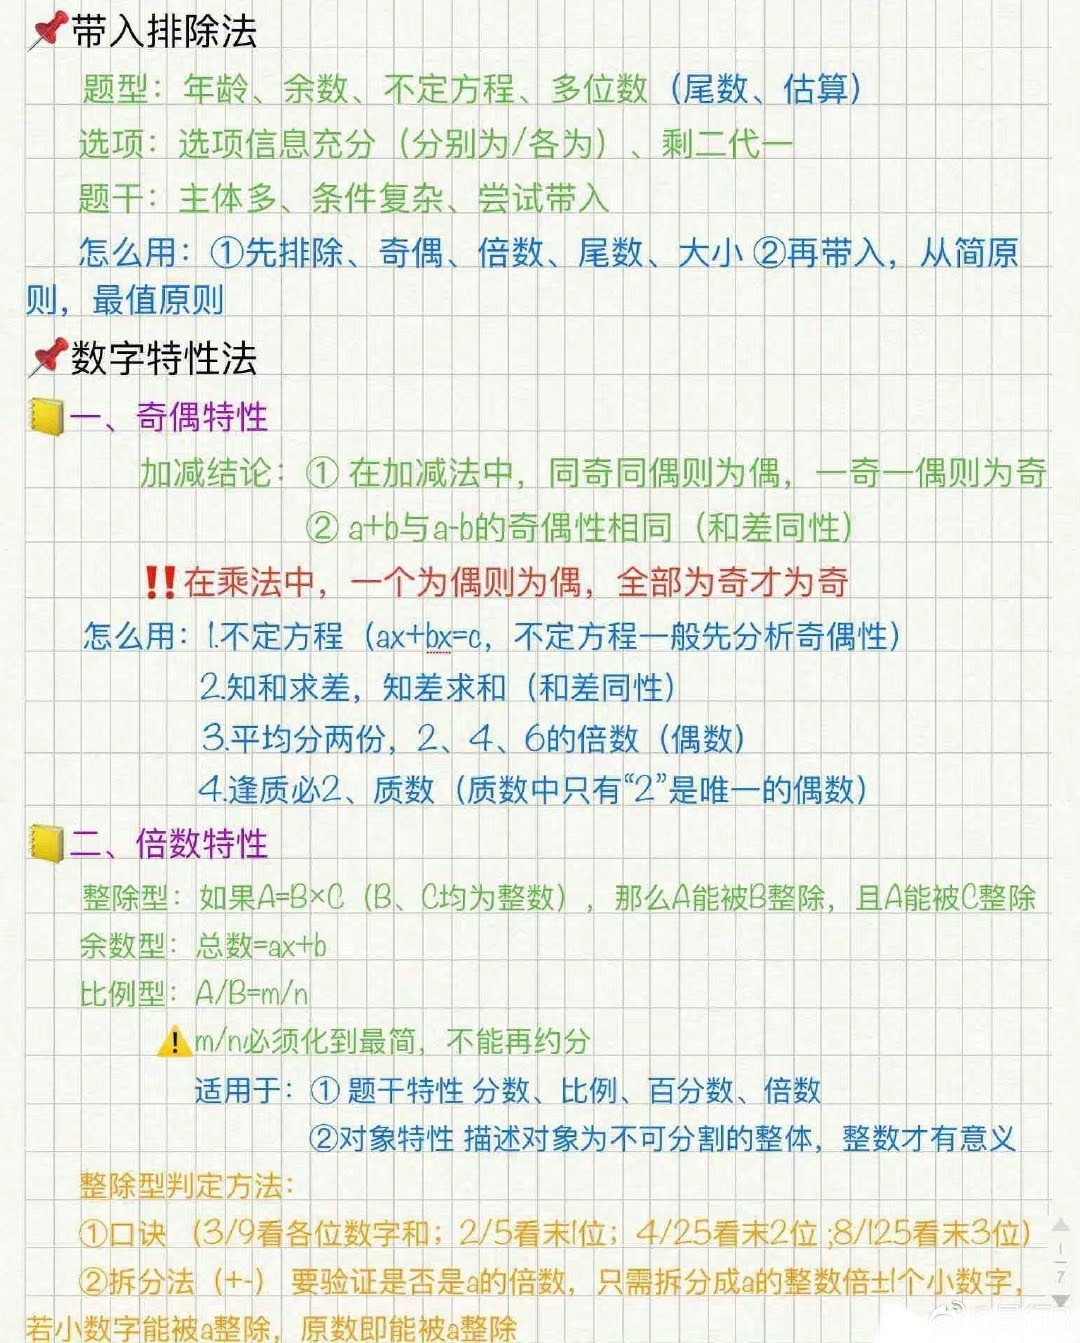 带入排除法
题型：年龄、余数、不定方程、多位数（尾数、估算）
选项：选项信息充分（分别为/各为）、剩二代一
题干：主体多、条件复杂、尝试带入
怎么用：①先排除、奇偶、倍数、尾数、大小 ②再带入，从简原
则，最值原则
数字特性法
一、奇偶特性
加减结论：① 在加减法中，同奇同偶则为偶，一奇一偶则为奇
② a+b与a-b的奇偶性相同（和差同性）
‼️在乘法中，一个为偶则为偶，全部为奇才为奇
怎么用：1.不定方程（ax+bx=c，不定方程一般先分析奇偶性）
2.知和求差，知差求和（和差同性）
3.平均分两份，2、4、6的倍数（偶数）
4.逢质必2、质数（质数中只有“2”是唯一的偶数）
二、倍数特性
整除型：如果A=B×C（B、C均为整数），那么A能被B整除，且A能被C整除
余数型：总数=ax+b
比例型：A/B=m/n
m/n必须化到最简，不能再约分
适用于：① 题干特性 分数、比例、百分数、倍数
②对象特性 描述对象为不可分割的整体，整数才有意义
整除型判定方法：
①口诀 （3/9看各位数字和；2/5看末1位；4/25看末2位 ;8/125看末3位）
②拆分法（+-） 要验证是否是a的倍数，只需拆分成a的整数倍±1个小数字，
若小数字能被a整除，原数即能被a整除
1
7